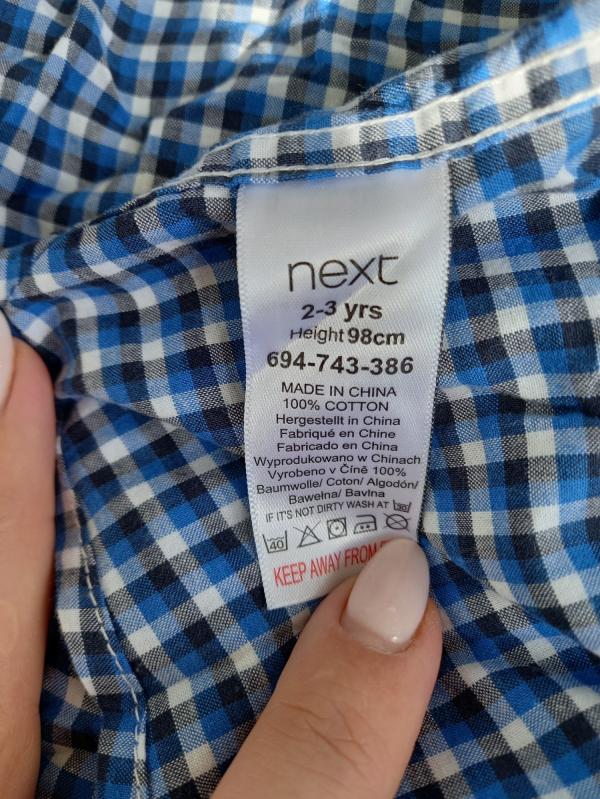 next
2-3 yrs
Height 98cm
694-743-386
MADE IN CHINA
100% COTTON
Hergestellt in China
Fabriqué en Chine
Fabricado en China
Wyprodukowano w Chinach
Vyrobeno v Číně 100%
Baumwolle/ Coton/ Algodón/
Bawełna/ Bavlna
IF IT'S NOT DIRTY WASH AT 30
40
KEEP AWAY FROM